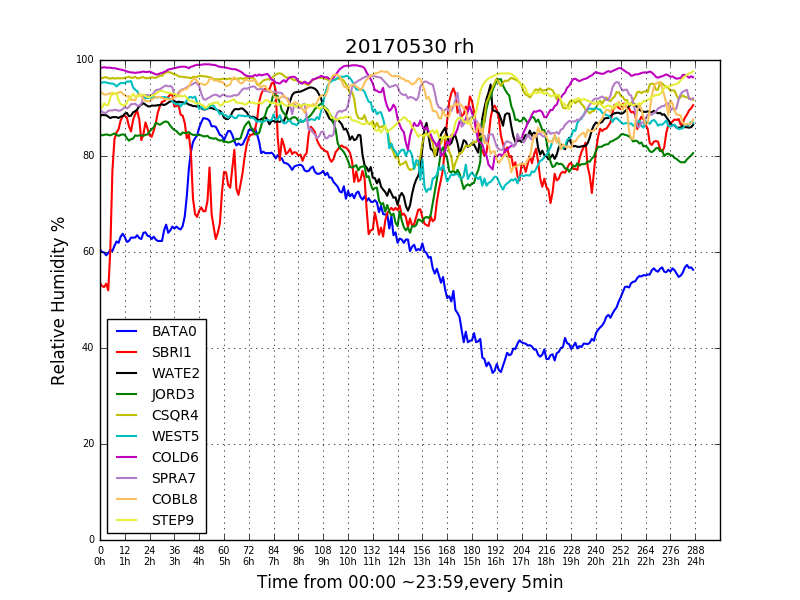 20170530 rh
100
80
60
40
20
0
Relative Humidity %
BATA0
SBRI1
WATE2
JORD3
CSQR4
WEST5
COLD6
SPRA7
COBL8
STEP9
0 12 24 36 48 60 72 84 96 108 120 132 144 156 168 180 192 204 216 228 240 252 264 276 288
0h 1h 2h 3h 4h 5h 6h 7h 8h 9h 10h 11h 12h 13h 14h 15h 16h 17h 18h 19h 20h 21h 22h 23h 24h
Time from 00:00 ~23:59,every 5min